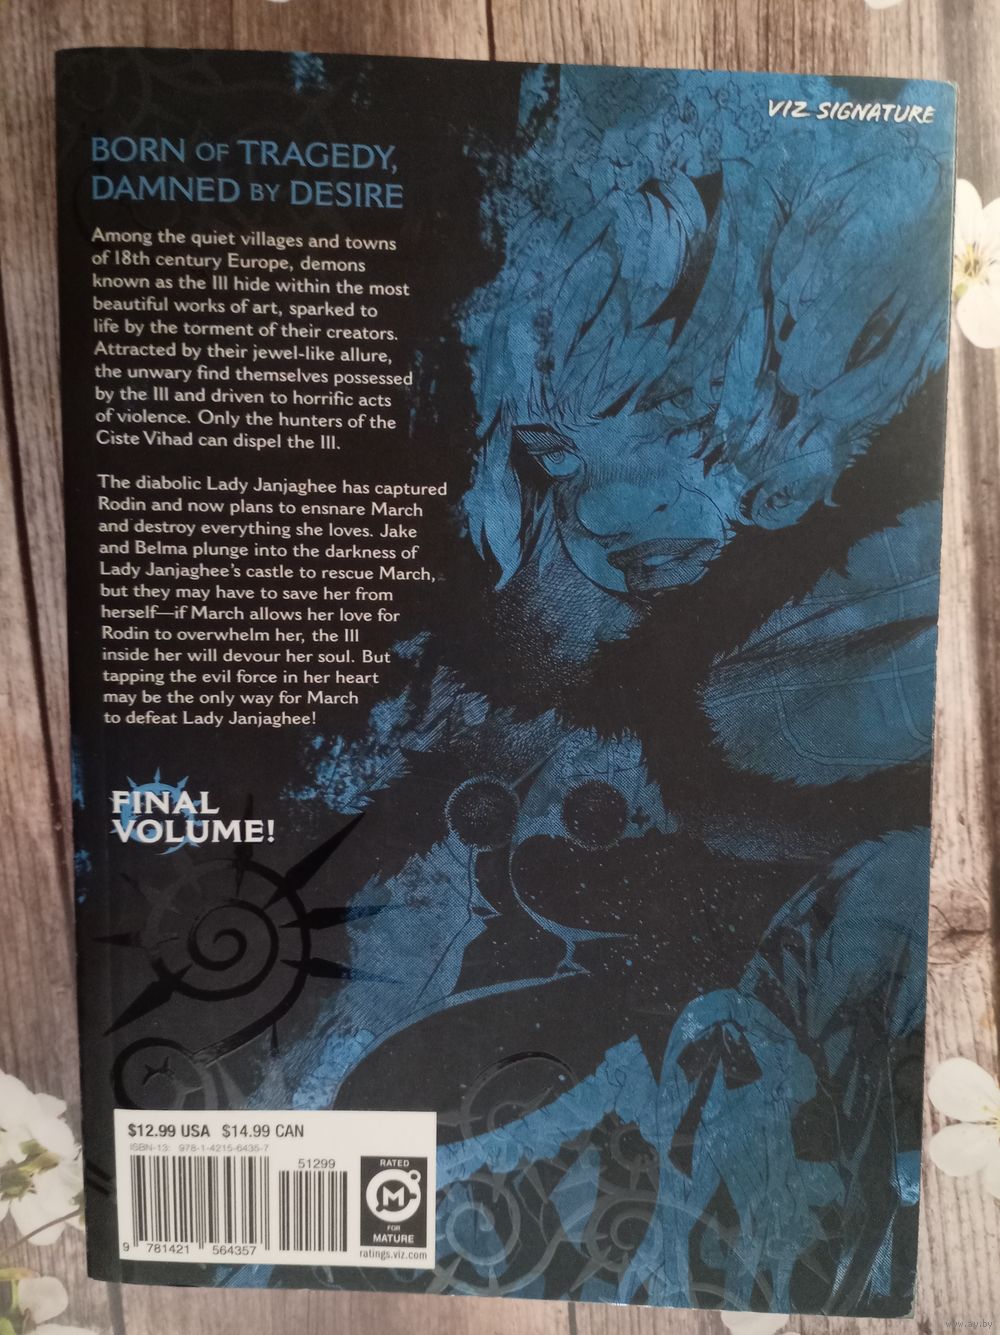 VIZ SIGNATURE
BORN OF TRAGEDY,
DAMNED BY DESIRE
Among the quiet villages and towns
of 18th century Europe, demons
known as the Ill hide within the most
beautiful works of art, sparked to
life by the torment of their creators.
Attracted by their jewel-like allure,
the unwary find themselves possessed
by the Ill and driven to horrific acts
of violence. Only the hunters of the
Ciste Vihad can dispel the Ill.
The diabolic Lady Janjaghee has captured
Rodin and now plans to ensnare March
and destroy everything she loves. Jake
and Belma plunge into the darkness of
Lady Janjaghee's castle to rescue March,
but they may have to save her from
herself—if March allows her love for
Rodin to overwhelm her, the Ill
inside her will devour her soul. But
tapping the evil force in her heart
may be the only way for March
to defeat Lady Janjaghee!
FINAL
VOLUME!
$12.99 USA $14.99 CAN
ISBN-13: 978-1-4215-6435-7
51299
9 781421 564357
RATED
M
FOR
MATURE
ratings.viz.com
www.ay.by